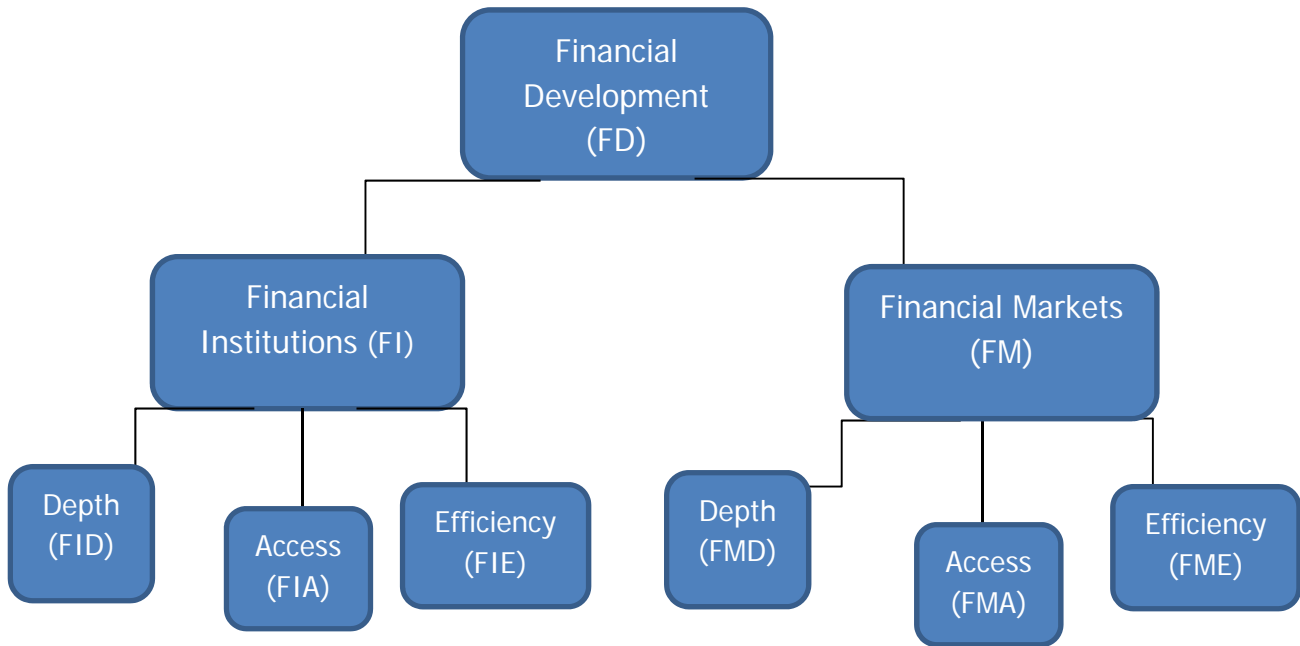 Financial
Development
(FD)
Financial
Institutions (FI)
Financial Markets
(FM)
Depth
(FID)
Access
(FIA)
Efficiency
(FIE)
Depth
(FMD)
Access
(FMA)
Efficiency
(FME)